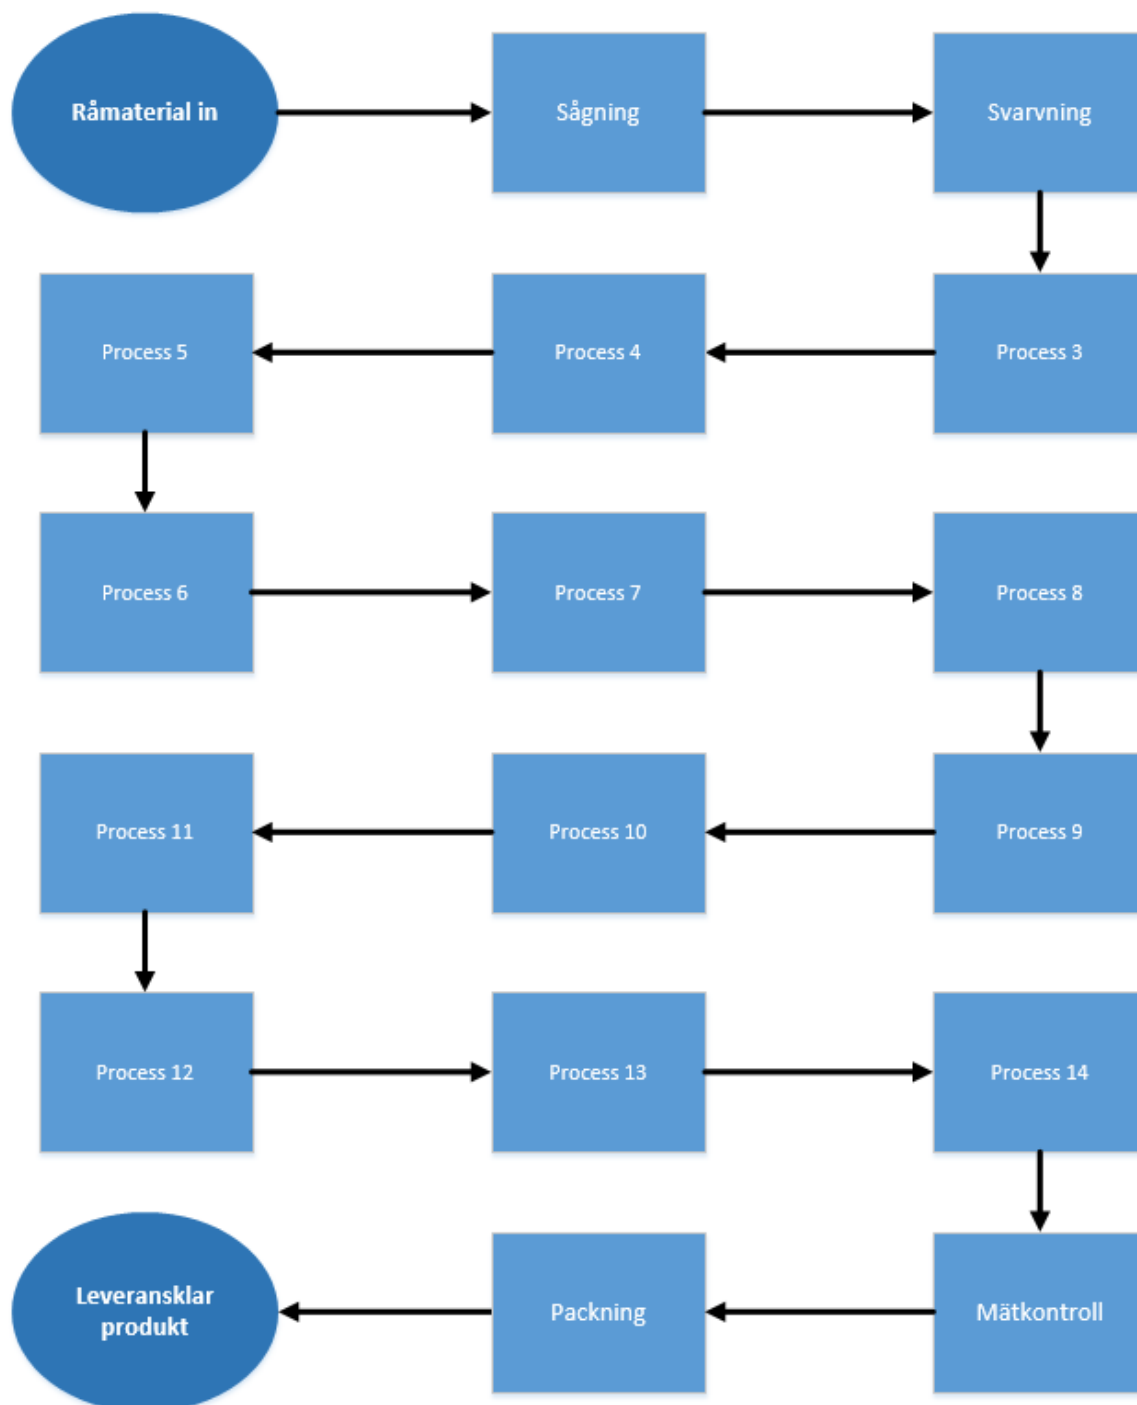 Råmaterial in
Sågning
Svarvning
Process 5
Process 4
Process 3
Process 6
Process 7
Process 8
Process 11
Process 10
Process 9
Process 12
Process 13
Process 14
Leveransklar
produkt
Packning
Mätkontroll